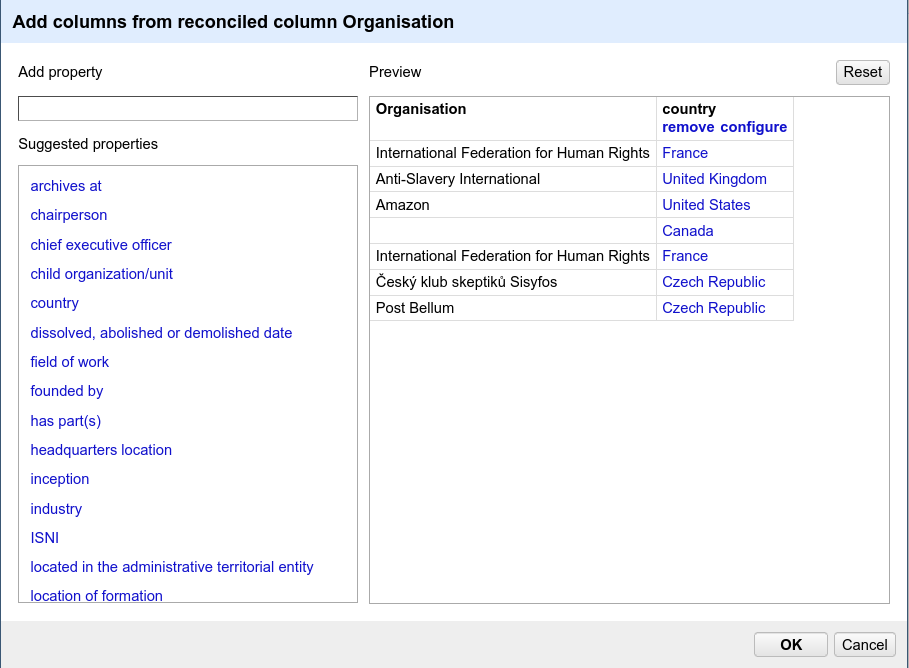 Add columns from reconciled column Organisation
Add property
Suggested properties
archives at
chairperson
chief executive officer
child organization/unit
country
dissolved, abolished or demolished date
field of work
founded by
has part(s)
headquarters location
inception
industry
ISNI
located in the administrative territorial entity
location of formation
Preview
Reset
Organisation country
remove configure
International Federation for Human Rights France
Anti-Slavery International United Kingdom
Amazon United States
Canada
International Federation for Human Rights France
Český klub skeptiků Sisyfos Czech Republic
Post Bellum Czech Republic
OK Cancel